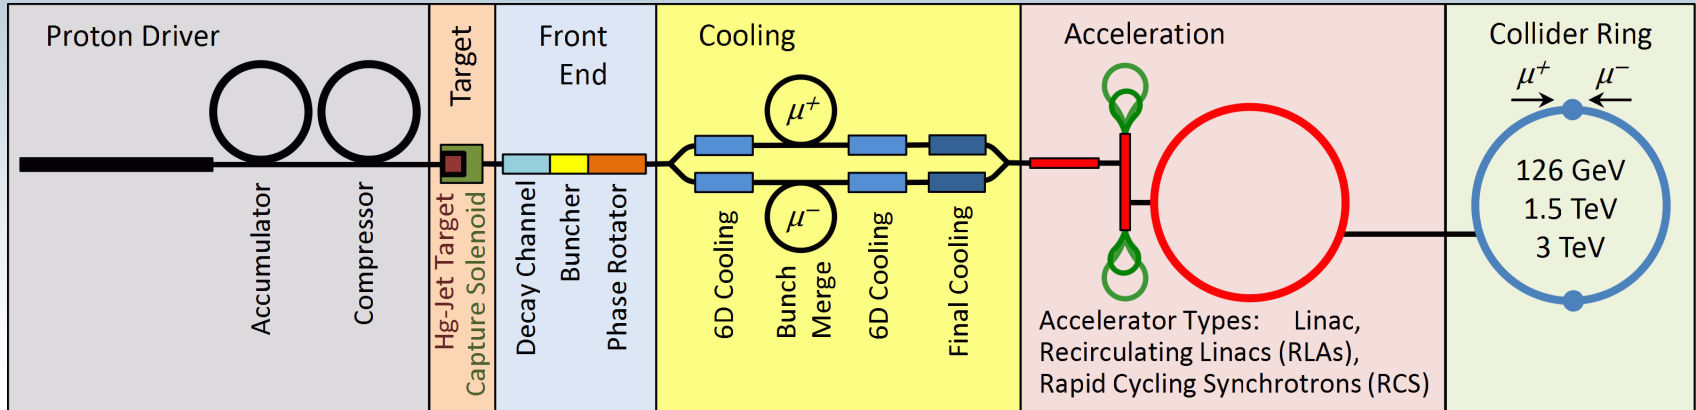 Proton Driver
Accumulator
Compressor
Target
Hg-Jet Target
Capture Solenoid
Front
End
Decay Channel
Buncher
Phase Rotator
Cooling
μ+
μ−
6D Cooling
Bunch
Merge
6D Cooling
Final Cooling
Acceleration
Accelerator Types: Linac,
Recirculating Linacs (RLAs),
Rapid Cycling Synchrotrons (RCS)
Collider Ring
μ+ μ−
126 GeV
1.5 TeV
3 TeV